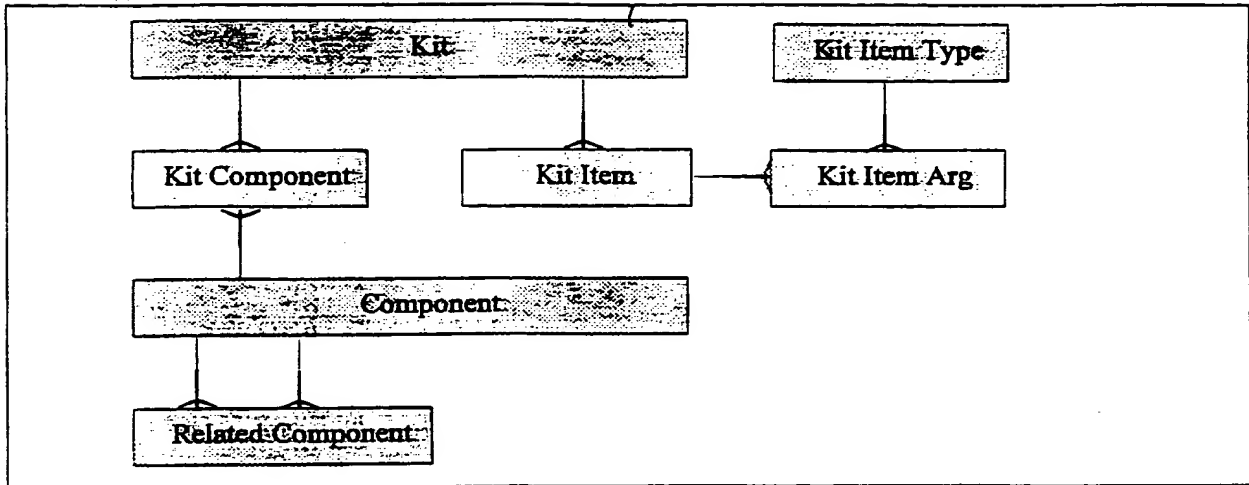 Kit
Kit Item Type
Kit Component
Kit Item
Kit Item Arg
Component
Related Component